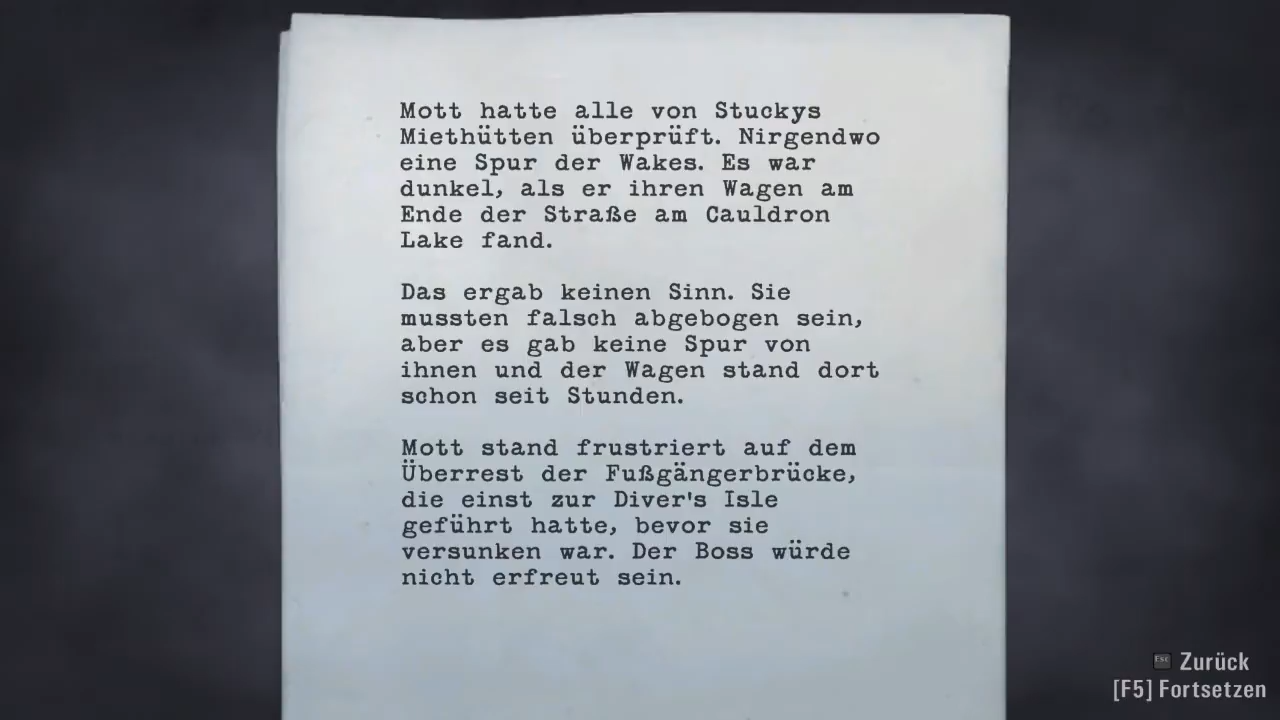 Mott hatte alle von Stuckys
Miethütten überprüft. Nirgendwo
eine Spur der Wakes. Es war
dunkel, als er ihren Wagen am
Ende der Straße am Cauldron
Lake fand.
Das ergab keinen Sinn. Sie
mussten falsch abgebogen sein,
aber es gab keine Spur von
ihnen und der Wagen stand dort
schon seit Stunden.
Mott stand frustriert auf dem
Überrest der Fußgängerbrücke,
die einst zur Diver's Isle
geführt hatte, bevor sie
versunken war. Der Boss würde
nicht erfreut sein.
Esc Zurück
[F5] Fortsetzen